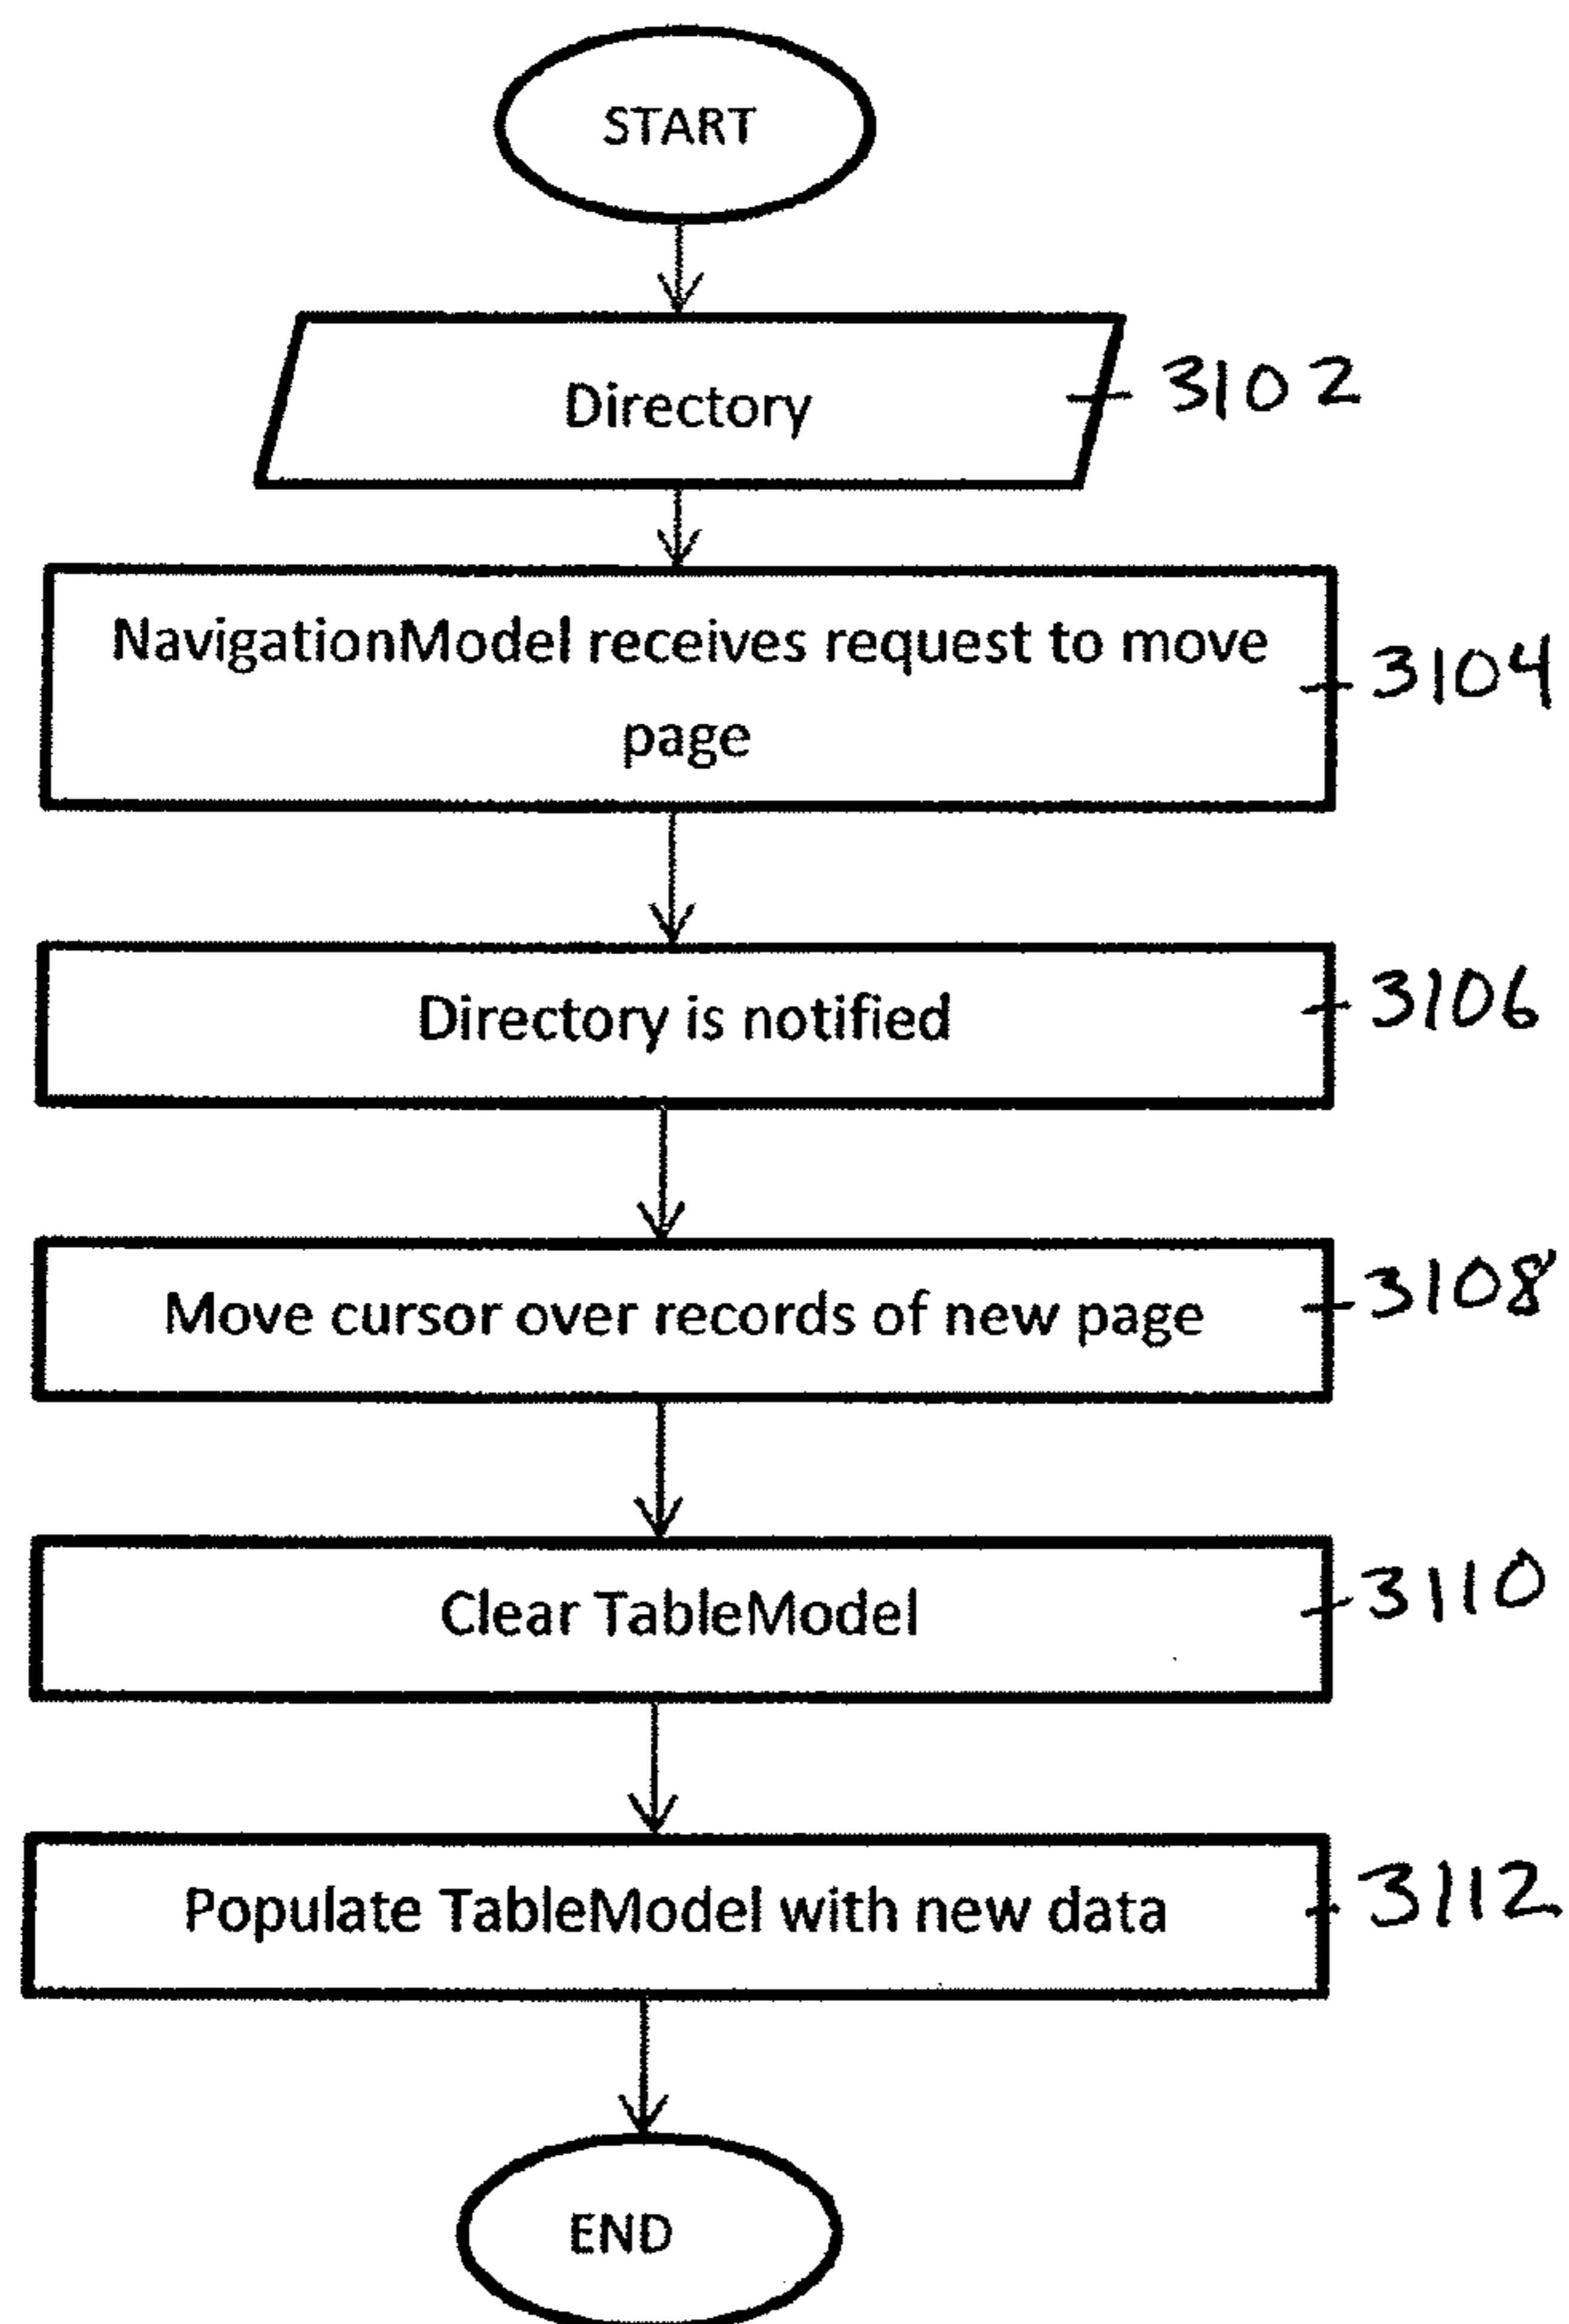 START
Directory
3102
NavigationModel receives request to move
page
3104
Directory is notified
3106
Move cursor over records of new page
3108
Clear TableModel
3110
Populate TableModel with new data
3112
END